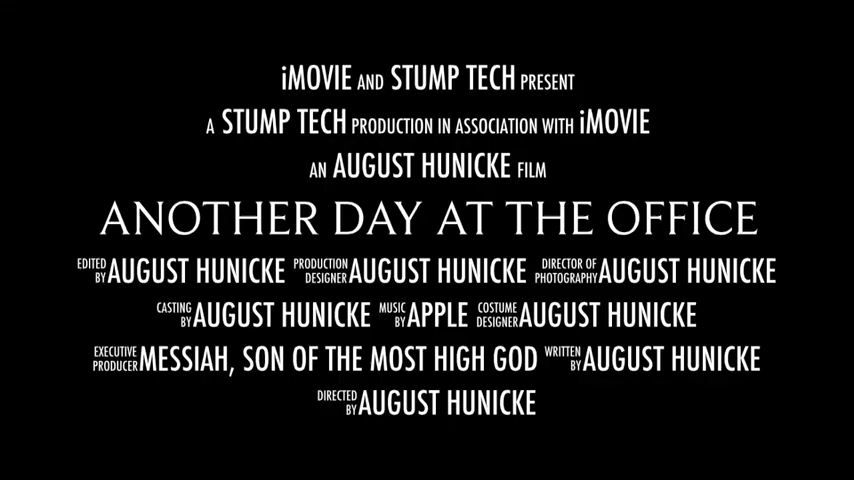 iMOVIE AND STUMP TECH PRESENT
A STUMP TECH PRODUCTION IN ASSOCIATION WITH iMOVIE
AN AUGUST HUNICKE FILM
ANOTHER DAY AT THE OFFICE
EDITED BY AUGUST HUNICKE PRODUCTION DESIGNER AUGUST HUNICKE DIRECTOR OF PHOTOGRAPHY AUGUST HUNICKE
CASTING BY AUGUST HUNICKE MUSIC BY APPLE COSTUME DESIGNER AUGUST HUNICKE
EXECUTIVE PRODUCER MESSIAH, SON OF THE MOST HIGH GOD WRITTEN BY AUGUST HUNICKE
DIRECTED BY AUGUST HUNICKE